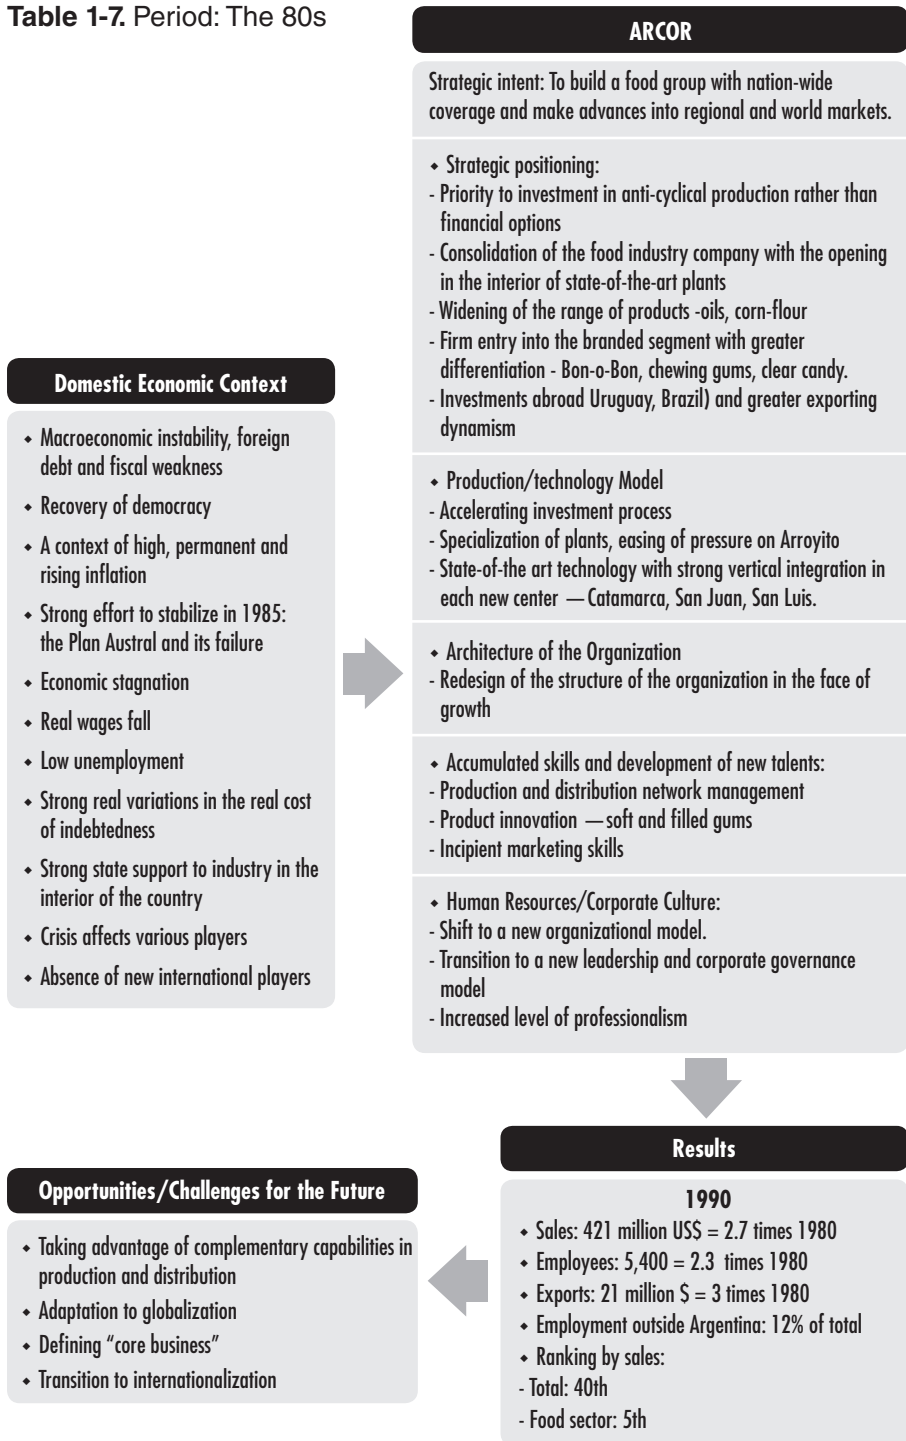 Table 1-7. Period: The 80s
Domestic Economic Context
◆ Macroeconomic instability, foreign
debt and fiscal weakness
◆ Recovery of democracy
◆ A context of high, permanent and
rising inflation
◆ Strong effort to stabilize in 1985:
the Plan Austral and its failure
◆ Economic stagnation
◆ Real wages fall
◆ Low unemployment
◆ Strong real variations in the real cost
of indebtedness
◆ Strong state support to industry in the
interior of the country
◆ Crisis affects various players
◆ Absence of new international players
ARCOR
Strategic intent: To build a food group with nation-wide
coverage and make advances into regional and world markets.
◆ Strategic positioning:
- Priority to investment in anti-cyclical production rather than
financial options
- Consolidation of the food industry company with the opening
in the interior of state-of-the-art plants
- Widening of the range of products -oils, corn-flour
- Firm entry into the branded segment with greater
differentiation - Bon-o-Bon, chewing gums, clear candy.
- Investments abroad Uruguay, Brazil) and greater exporting
dynamism
◆ Production/technology Model
- Accelerating investment process
- Specialization of plants, easing of pressure on Arroyito
- State-of-the art technology with strong vertical integration in
each new center —Catamarca, San Juan, San Luis.
◆ Architecture of the Organization
- Redesign of the structure of the organization in the face of
growth
◆ Accumulated skills and development of new talents:
- Production and distribution network management
- Product innovation —soft and filled gums
- Incipient marketing skills
◆ Human Resources/Corporate Culture:
- Shift to a new organizational model.
- Transition to a new leadership and corporate governance
model
- Increased level of professionalism
Results
1990
◆ Sales: 421 million US$ = 2.7 times 1980
◆ Employees: 5,400 = 2.3 times 1980
◆ Exports: 21 million $ = 3 times 1980
◆ Employment outside Argentina: 12% of total
◆ Ranking by sales:
- Total: 40th
- Food sector: 5th
Opportunities/Challenges for the Future
◆ Taking advantage of complementary capabilities in
production and distribution
◆ Adaptation to globalization
◆ Defining “core business”
◆ Transition to internationalization